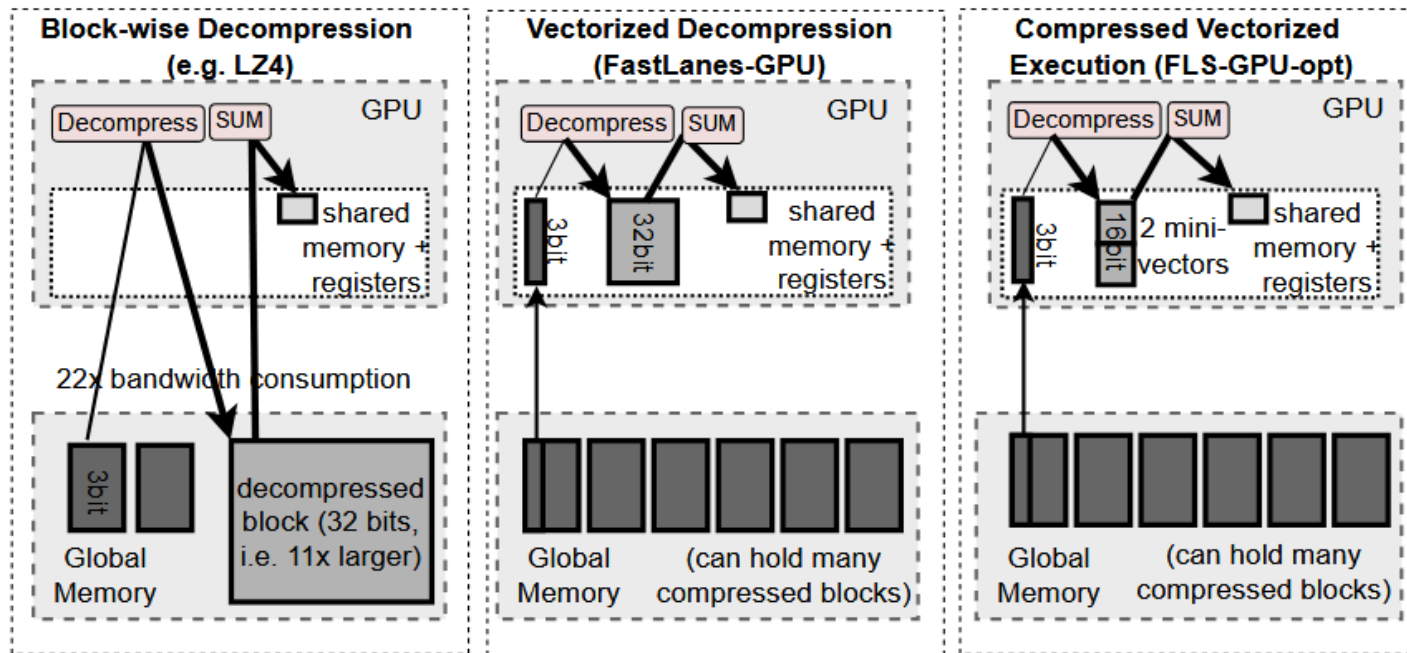 Block-wise Decompression
(e.g. LZ4)
GPU
Decompress
SUM
shared
memory +
registers
22x bandwidth consumption
3bit
decompressed
block (32 bits,
i.e. 11x larger)
Global
Memory
Vectorized Decompression
(FastLanes-GPU)
GPU
Decompress
SUM
3bit
32bit
shared
memory +
registers
Global
Memory
(can hold many
compressed blocks)
Compressed Vectorized
Execution (FLS-GPU-opt)
GPU
Decompress
SUM
3bit
16bit
2 mini-
vectors
shared
memory +
registers
Global
Memory
(can hold many
compressed blocks)